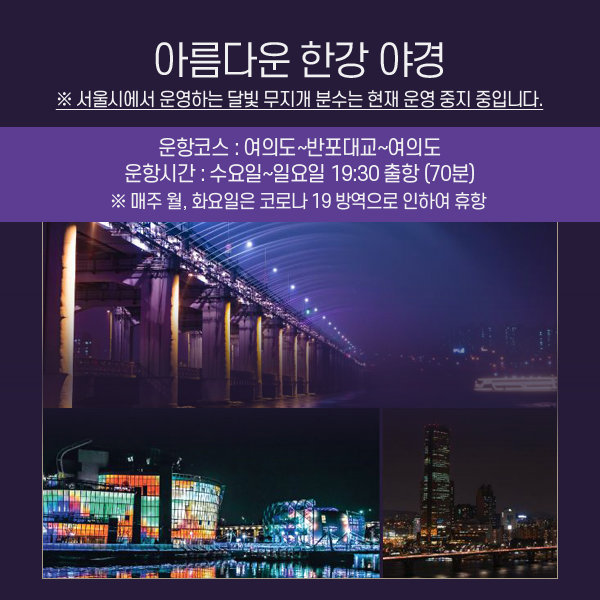 아름다운 한강 야경
※ 서울시에서 운영하는 달빛 무지개 분수는 현재 운영 중지 중입니다.
운항코스 : 여의도~반포대교~여의도
운항시간 : 수요일~일요일 19:30 출항 (70분)
※ 매주 월, 화요일은 코로나 19 방역으로 인하여 휴항